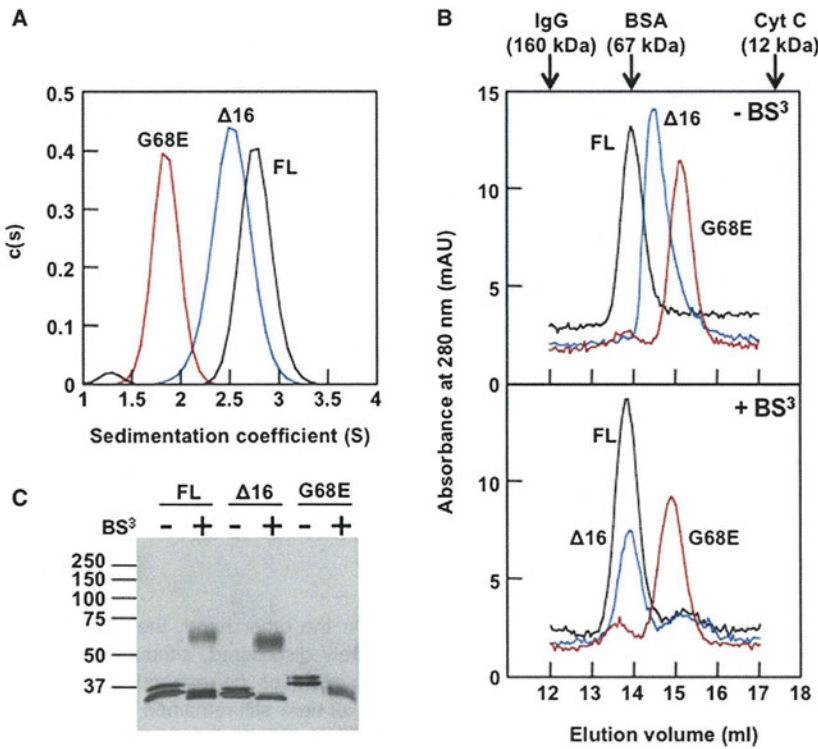 A
0.5
0.4
0.3
0.2
0.1
0
c(s)
G68E
Δ16
FL
1 1.5 2 2.5 3 3.5 4
Sedimentation coefficient (S)
B
IgG BSA Cyt C
(160 kDa) (67 kDa) (12 kDa)
15
10
5
0
10
5
0
Absorbance at 280 nm (mAU)
- BS³
FL
Δ16
G68E
+ BS³
FL
Δ16
G68E
12 13 14 15 16 17 18
Elution volume (ml)
C
FL Δ16 G68E
BS³ - + - + - +
250
150
100
75
50
37